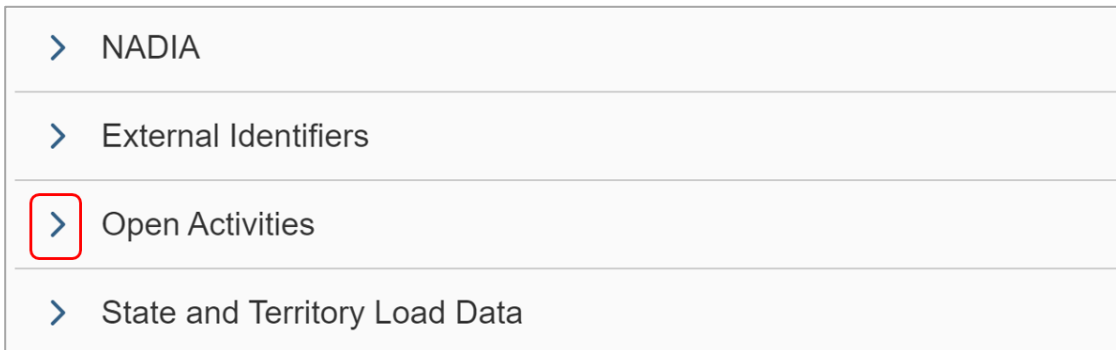 NADIA
External Identifiers
Open Activities
State and Territory Load Data